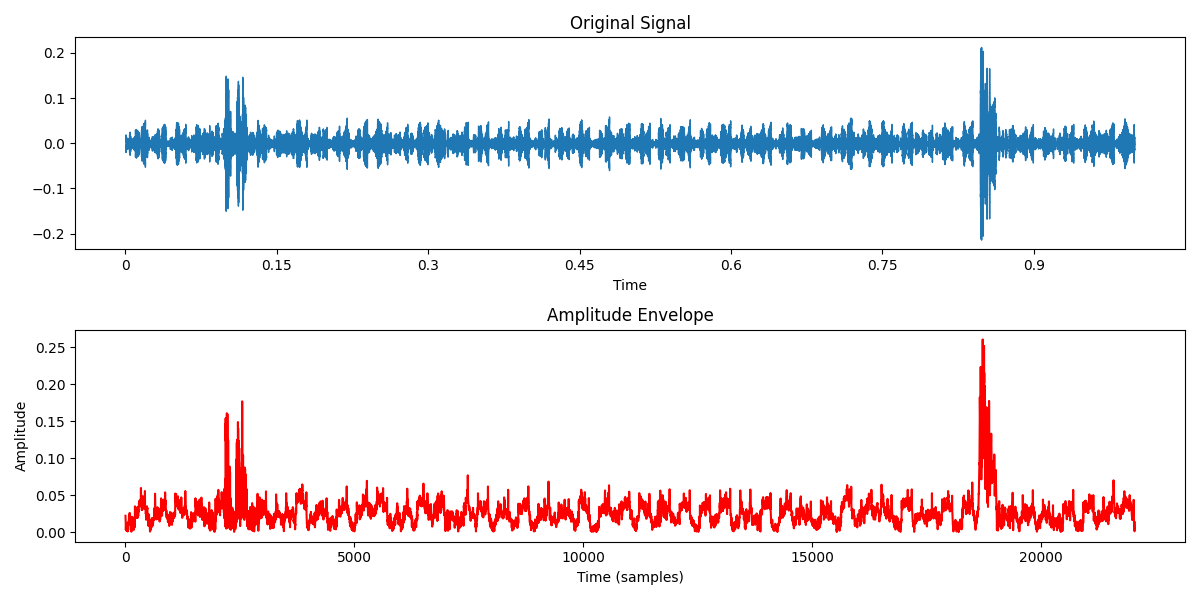 Original Signal
0.2
0.1
0.0
−0.1
−0.2
0 0.15 0.3 0.45 0.6 0.75 0.9
Time
Amplitude Envelope
Amplitude
0.25
0.20
0.15
0.10
0.05
0.00
0 5000 10000 15000 20000
Time (samples)